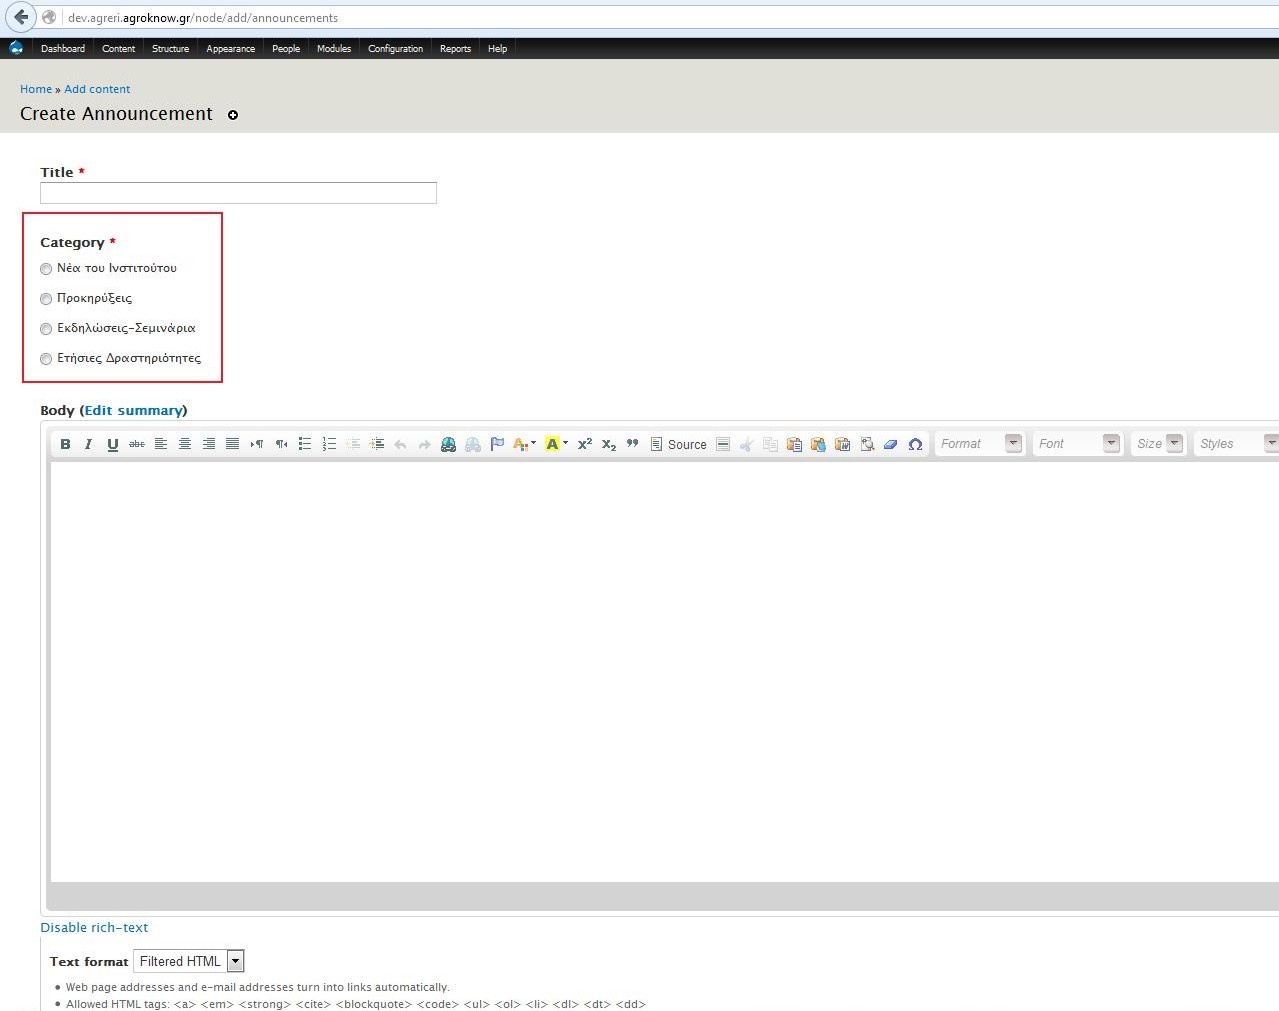 dev.agreri.agroknow.gr/node/add/announcements
Dashboard Content Structure Appearance People Modules Configuration Reports Help
Home » Add content
Create Announcement
Title *
Category *
Νέα του Ινστιτούτου
Προκηρύξεις
Εκδηλώσεις-Σεμινάρια
Ετήσιες Δραστηριότητες
Body (Edit summary)
B I U abc x² x₂ Source Format Font Size Styles
Disable rich-text
Text format Filtered HTML
• Web page addresses and e-mail addresses turn into links automatically.
• Allowed HTML tags: <a> <em> <strong> <cite> <blockquote> <code> <ul> <ol> <li> <dl> <dt> <dd>